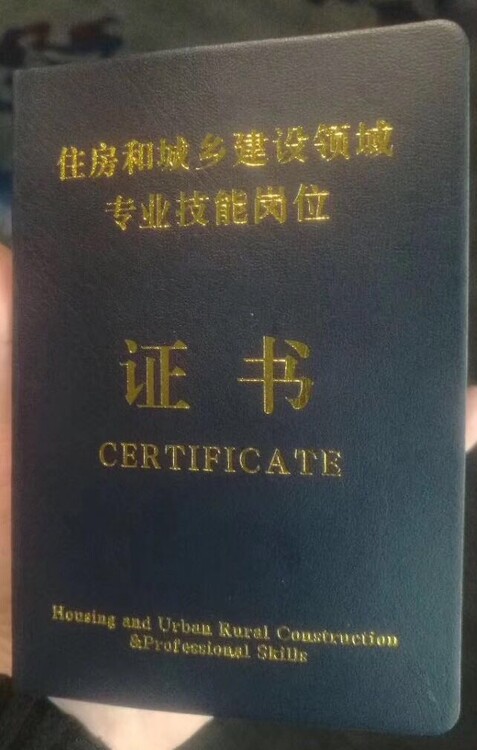 住房和城乡建设领域
专业技能岗位
证书
CERTIFICATE
Housing and Urban Rural Construction
&Professional Skills